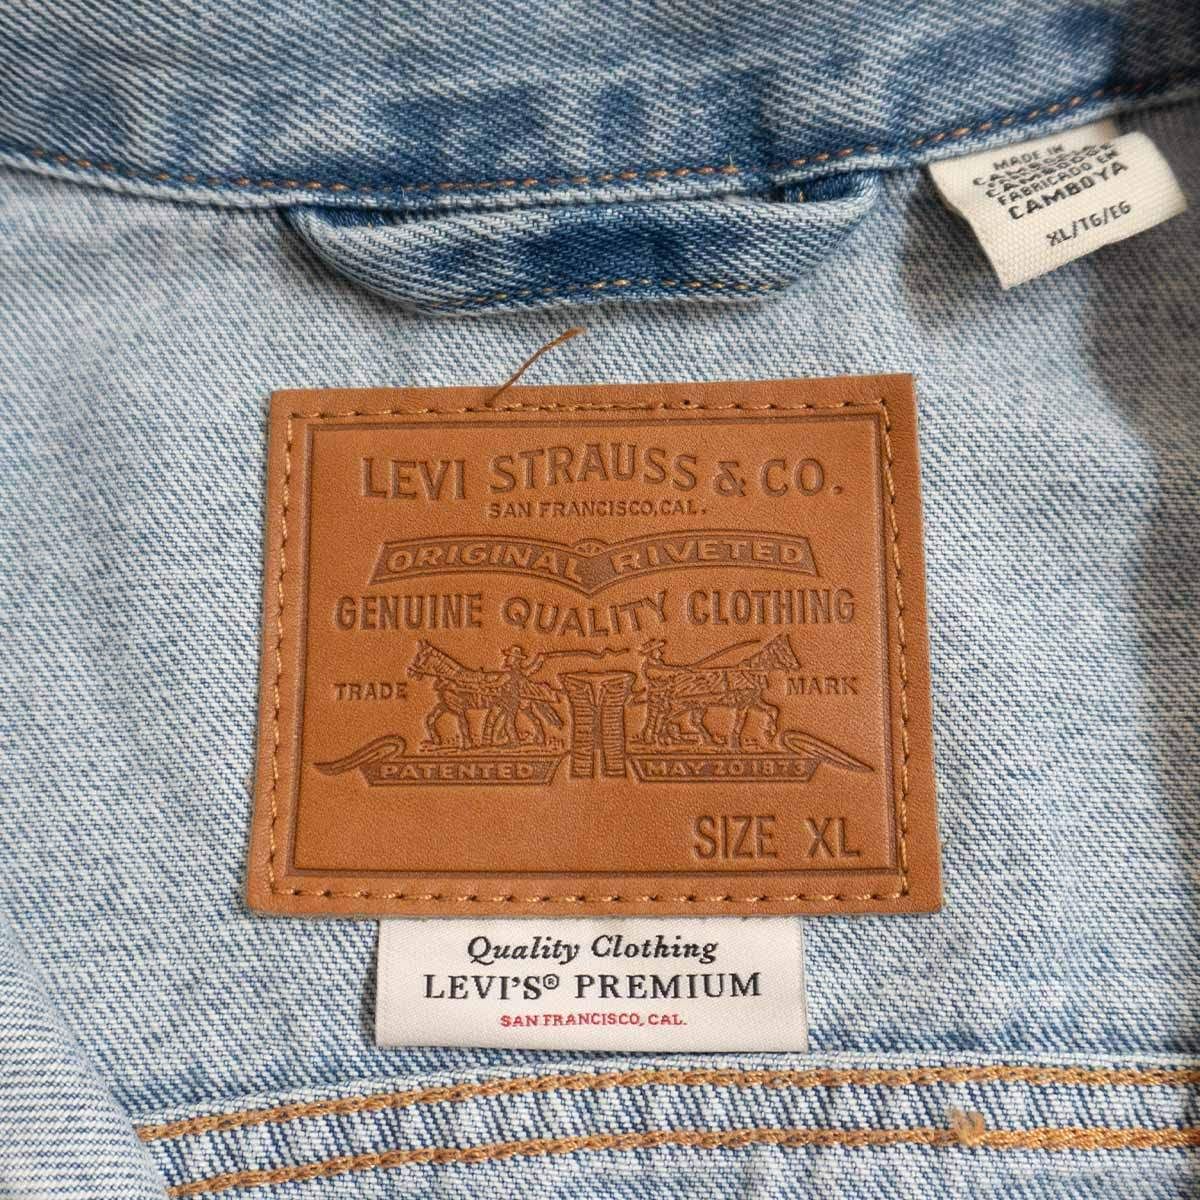 MADE IN
CAMBODGE
FABRICADO EN
CAMBOYA
XL/TG/EG
LEVI STRAUSS & CO.
SAN FRANCISCO, CAL.
ORIGINAL RIVETED
GENUINE QUALITY CLOTHING
TRADE MARK
PATENTED MAY 20 1873
SIZE XL
Quality Clothing
LEVI'S® PREMIUM
SAN FRANCISCO, CAL.